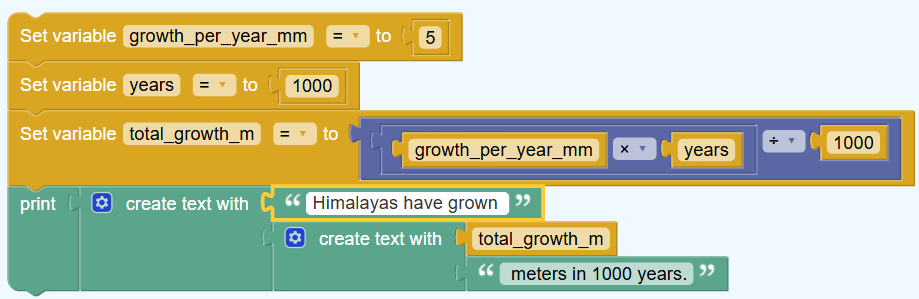 Set variable growth_per_year_mm = to 5
Set variable years = to 1000
Set variable total_growth_m = to growth_per_year_mm × years ÷ 1000
print create text with “ Himalayas have grown ”
create text with total_growth_m
“ meters in 1000 years. ”